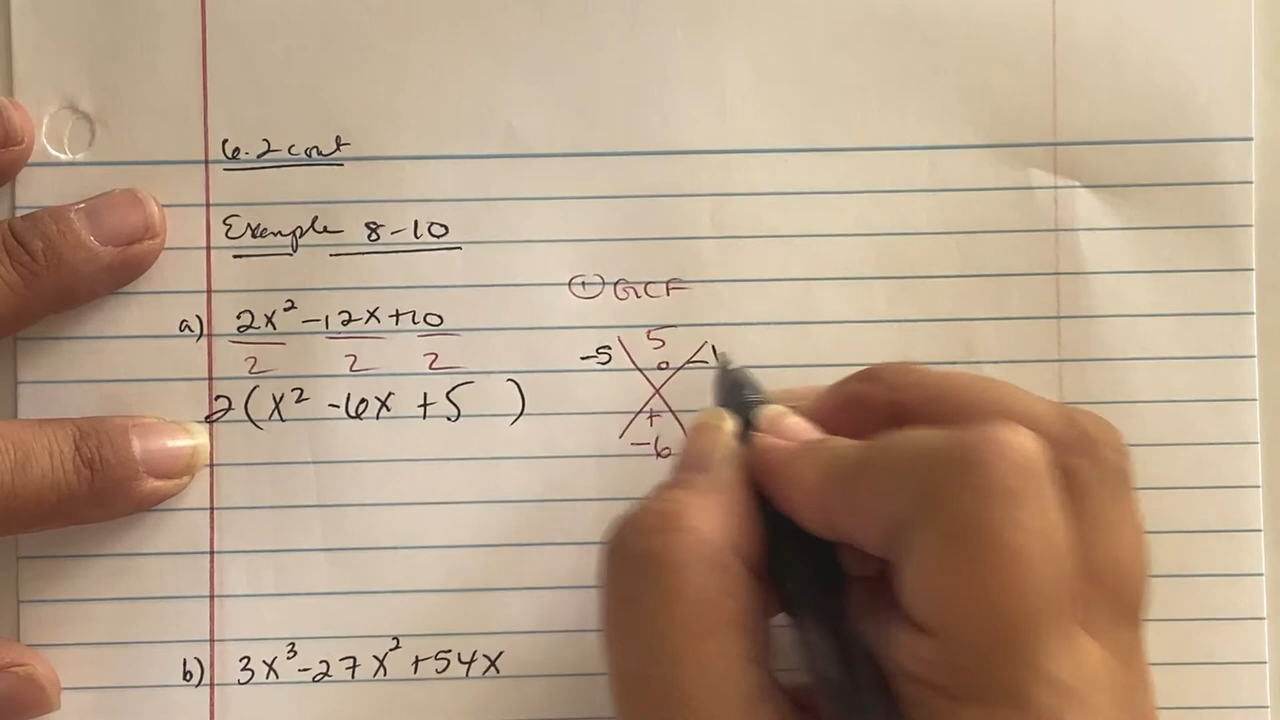 6.2 cont
Example 8-10
① GCF
a) 2x² -12x+10
2 2 2
2(x² -6x +5 )
5
-5 • -1
+
-6
b) 3x³-27x²+54x